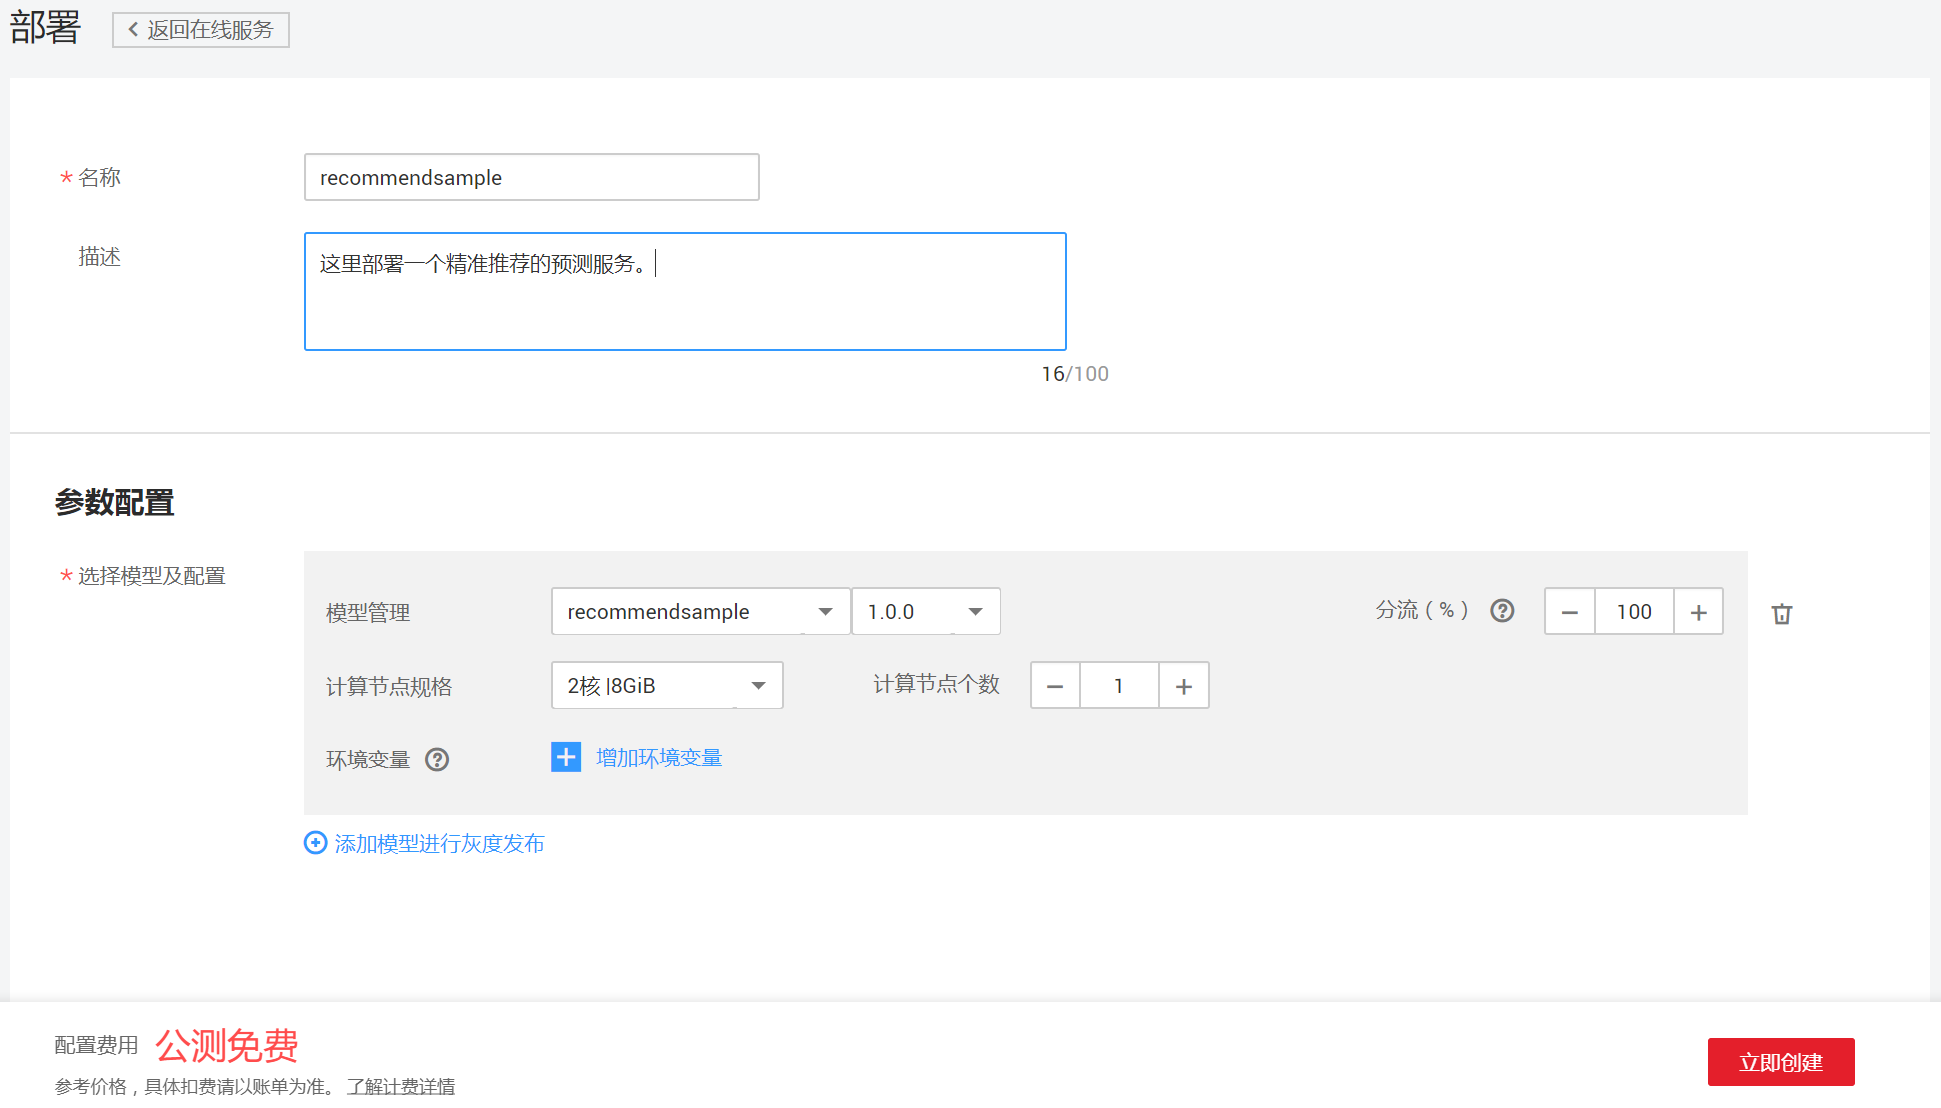 部署
返回在线服务
* 名称
recommendsample
描述
这里部署一个精准推荐的预测服务。
16/100
参数配置
* 选择模型及配置
模型管理 recommendsample 1.0.0 分流（%） ? − 100 +
计算节点规格 2核 |8GiB 计算节点个数 − 1 +
环境变量 ? + 增加环境变量
添加模型进行灰度发布
配置费用 公测免费
参考价格，具体扣费请以账单为准。 了解计费详情
立即创建